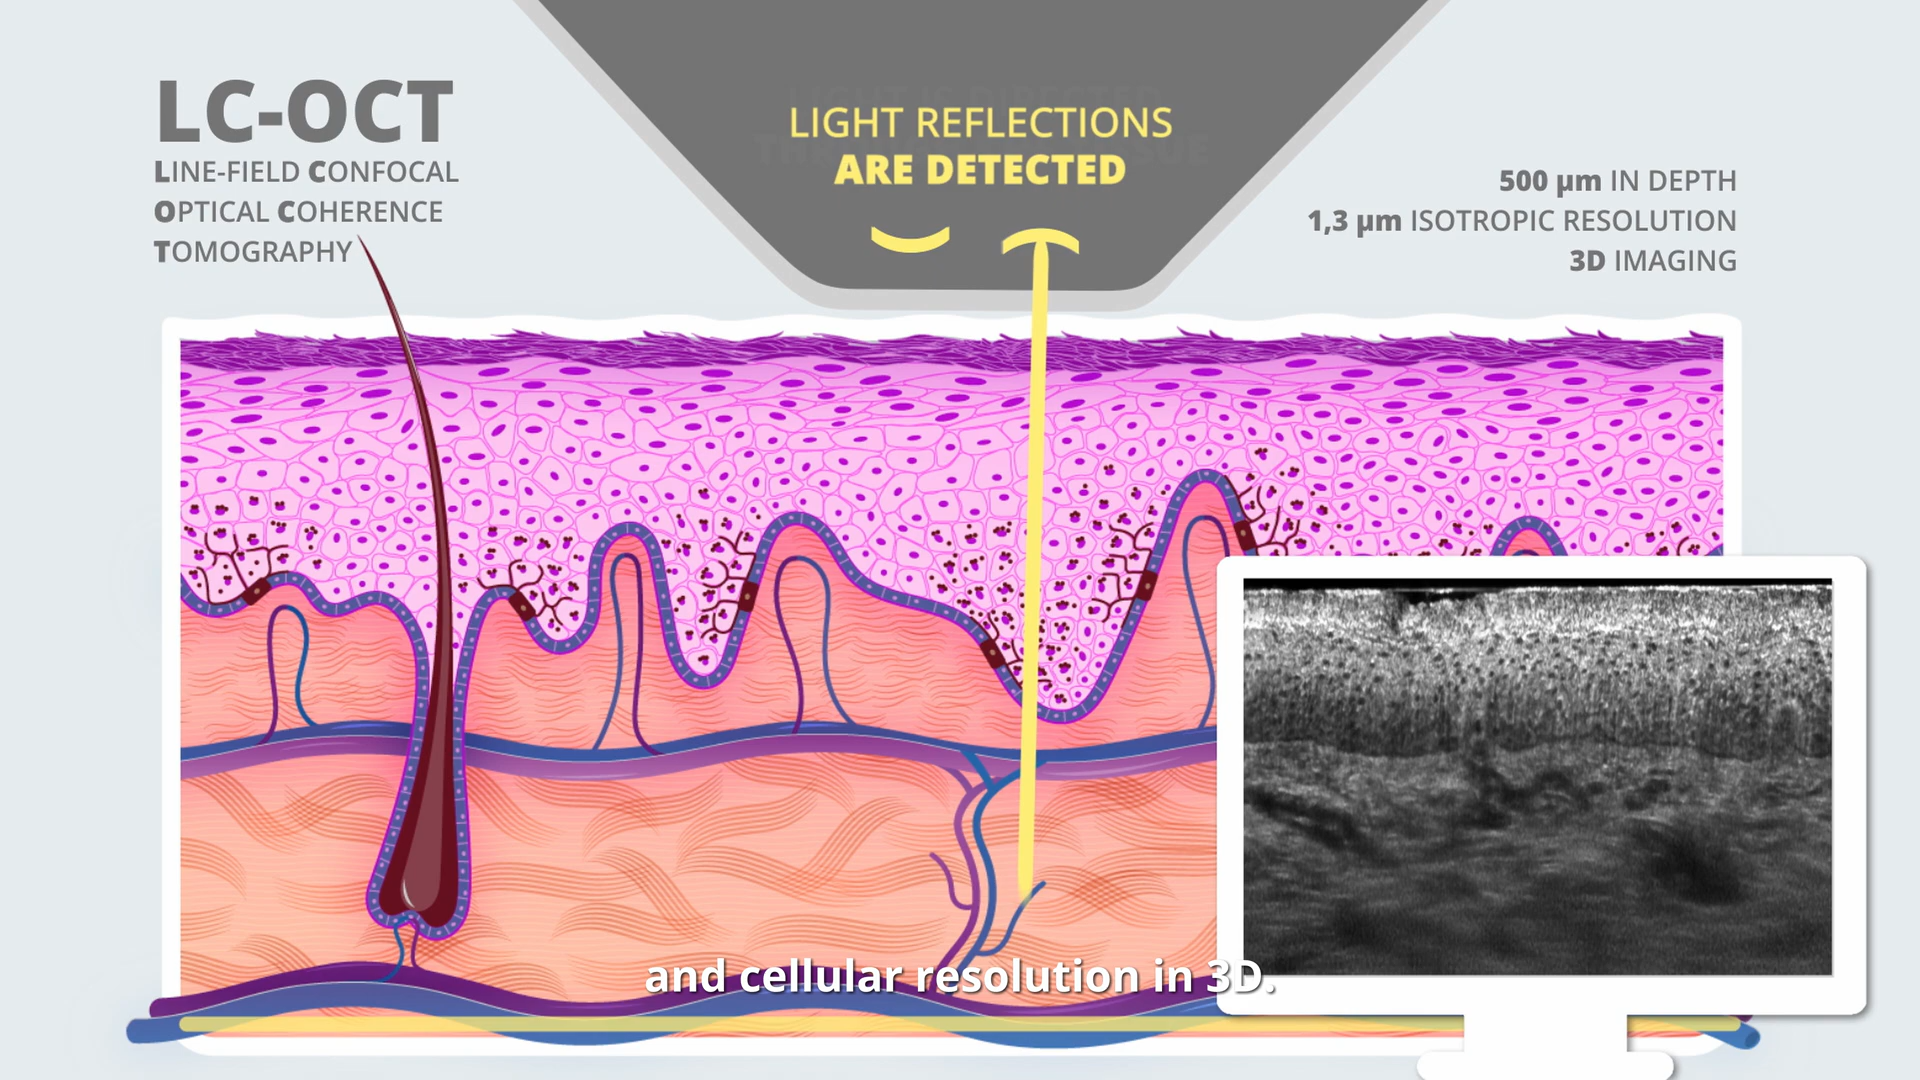 LC-OCT
LINE-FIELD CONFOCAL
OPTICAL COHERENCE
TOMOGRAPHY
LIGHT REFLECTIONS
ARE DETECTED
500 µm IN DEPTH
1,3 µm ISOTROPIC RESOLUTION
3D IMAGING
and cellular resolution in 3D.